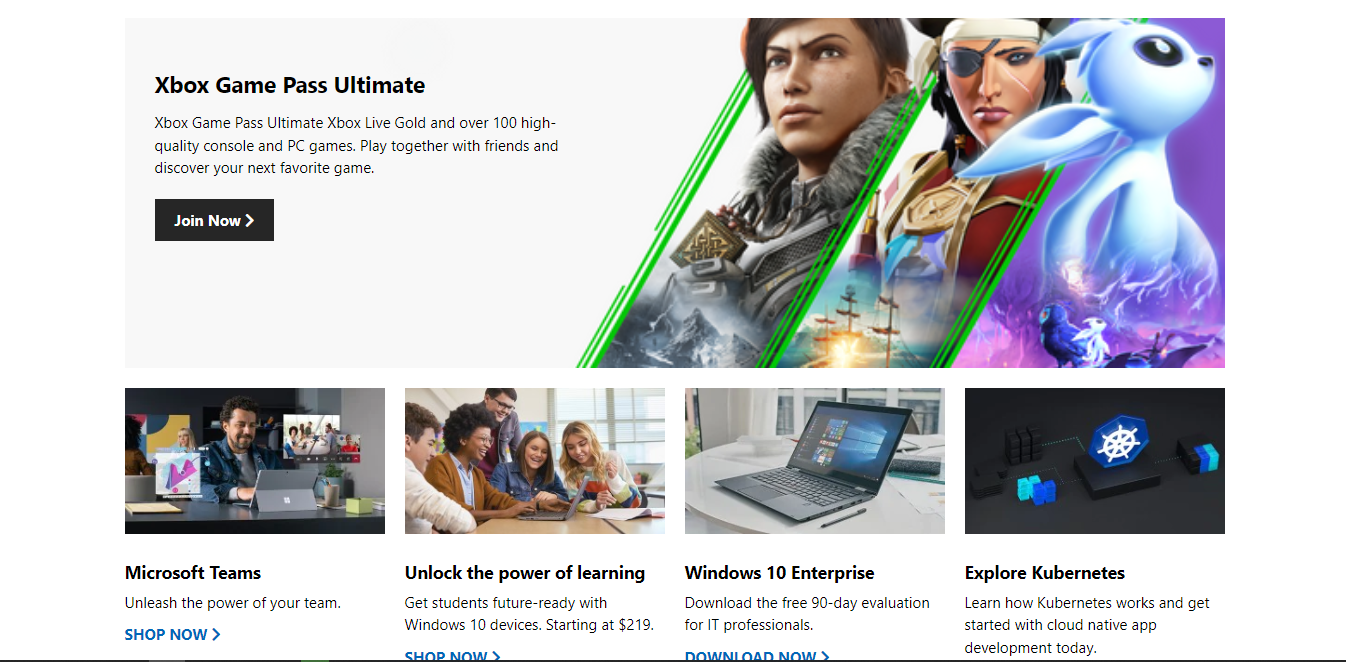 Xbox Game Pass Ultimate
Xbox Game Pass Ultimate Xbox Live Gold and over 100 high-
quality console and PC games. Play together with friends and
discover your next favorite game.
Join Now
Microsoft Teams
Unleash the power of your team.
SHOP NOW
Unlock the power of learning
Get students future-ready with
Windows 10 devices. Starting at $219.
SHOP NOW
Windows 10 Enterprise
Download the free 90-day evaluation
for IT professionals.
DOWNLOAD NOW
Explore Kubernetes
Learn how Kubernetes works and get
started with cloud native app
development today.